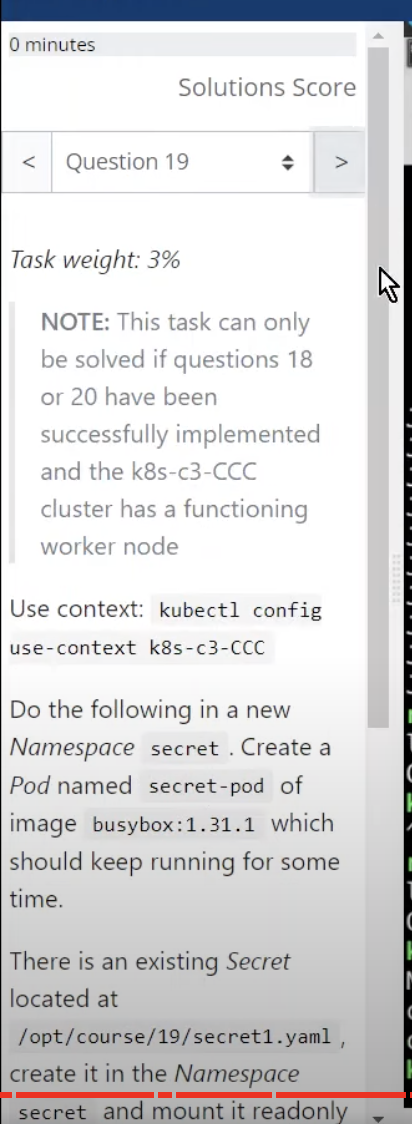 0 minutes
Solutions Score
< Question 19 >
Task weight: 3%
NOTE: This task can only
be solved if questions 18
or 20 have been
successfully implemented
and the k8s-c3-CCC
cluster has a functioning
worker node
Use context: kubectl config
use-context k8s-c3-CCC
Do the following in a new
Namespace secret . Create a
Pod named secret-pod of
image busybox:1.31.1 which
should keep running for some
time.
There is an existing Secret
located at
/opt/course/19/secret1.yaml ,
create it in the Namespace
secret and mount it readonly